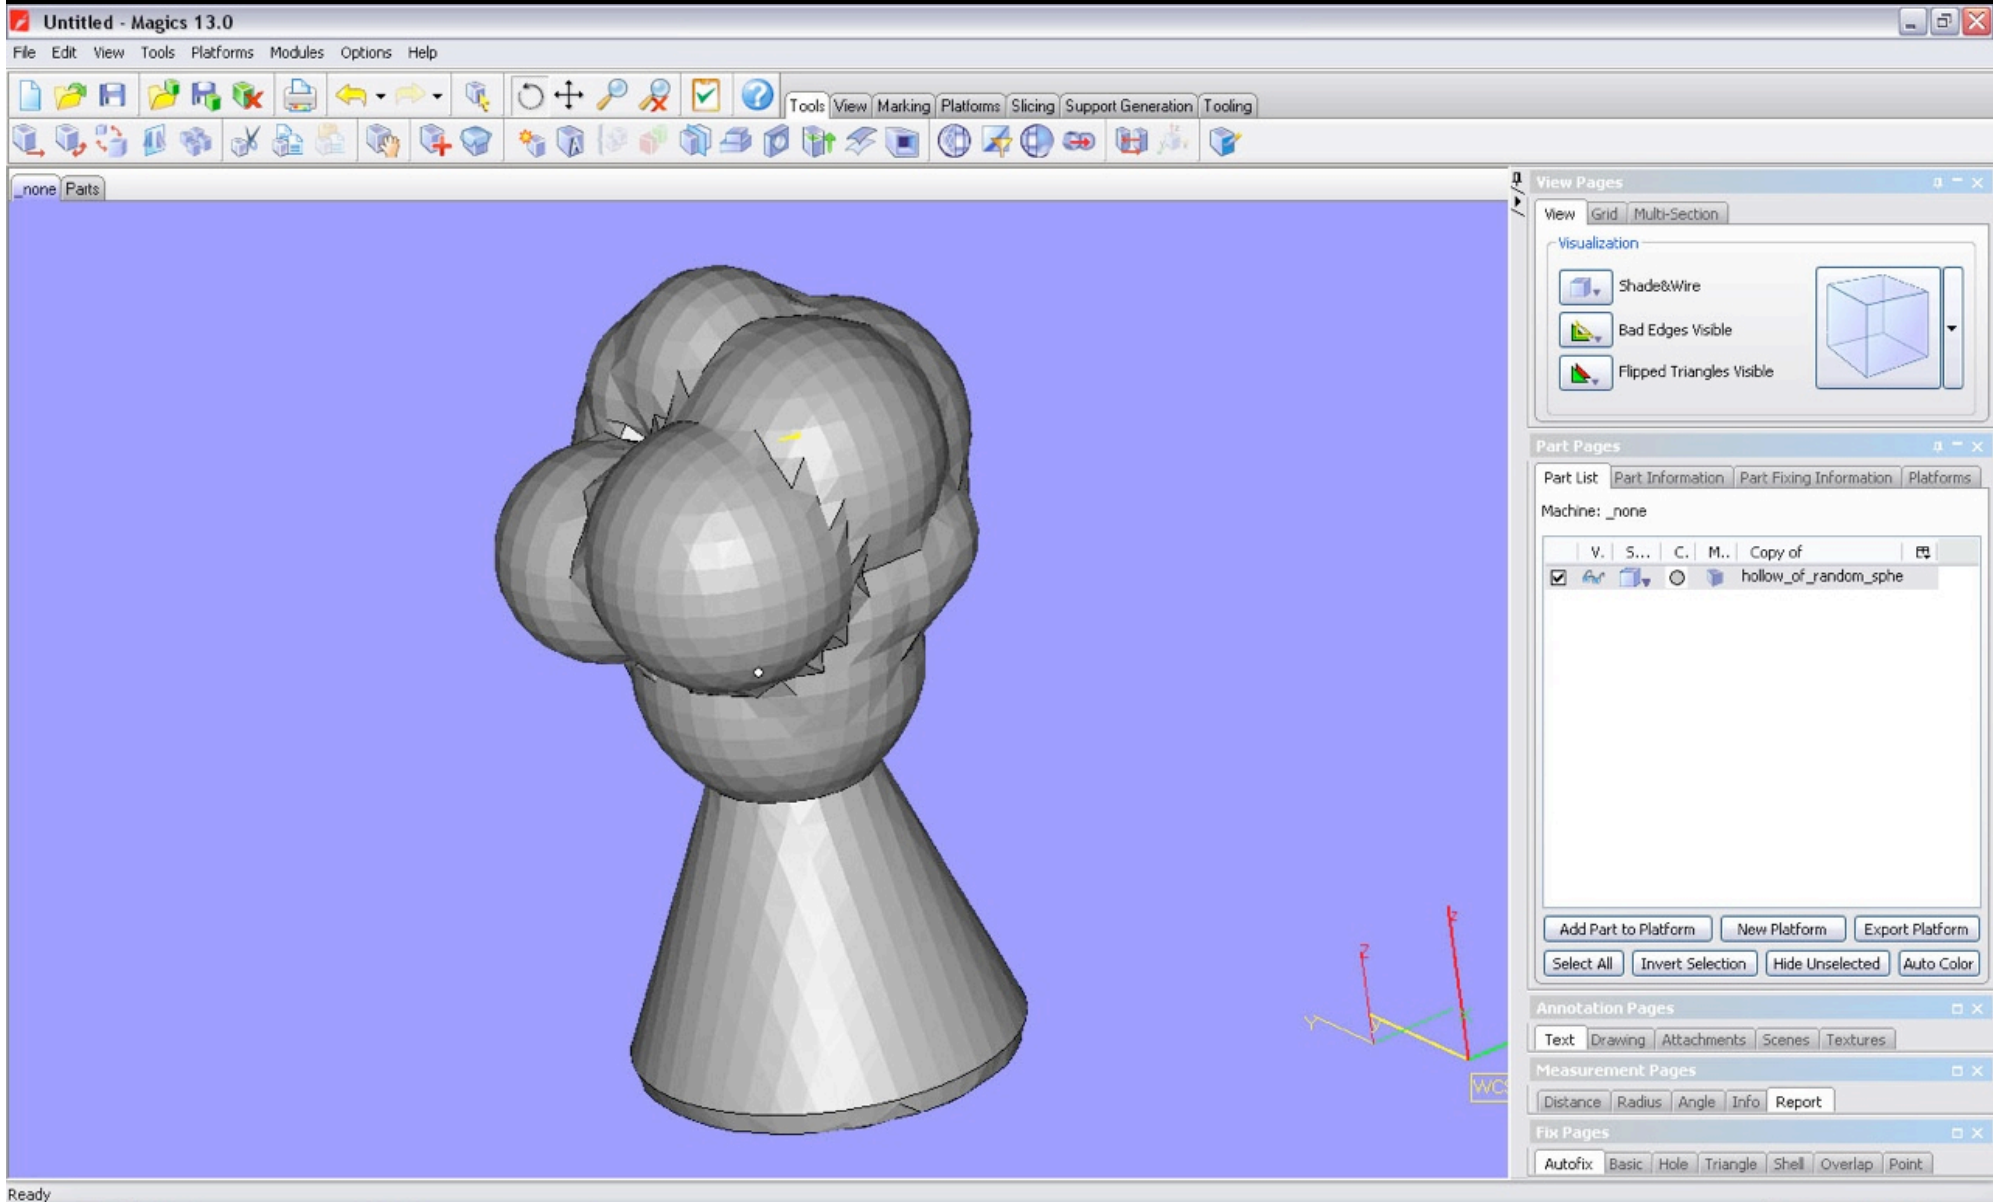 Untitled - Magics 13.0
File Edit View Tools Platforms Modules Options Help
Tools View Marking Platforms Slicing Support Generation Tooling
_none Parts
View Pages
View Grid Multi-Section
Visualization
Shade&Wire
Bad Edges Visible
Flipped Triangles Visible
Part Pages
Part List Part Information Part Fixing Information Platforms
Machine: _none
V. S... C. M.. Copy of
hollow_of_random_sphe
Add Part to Platform New Platform Export Platform
Select All Invert Selection Hide Unselected Auto Color
Z
Z
Y
WCS
Annotation Pages
Text Drawing Attachments Scenes Textures
Measurement Pages
Distance Radius Angle Info Report
Fix Pages
Autofix Basic Hole Triangle Shell Overlap Point
Ready